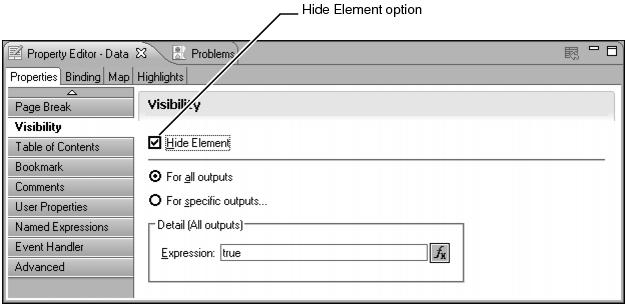 Hide Element option
Property Editor - Data Problems
Properties Binding Map Highlights
Page Break
Visibility
Table of Contents
Bookmark
Comments
User Properties
Named Expressions
Event Handler
Advanced
Visibility
Hide Element
For all outputs
For specific outputs...
Detail (All outputs)
Expression: true fx